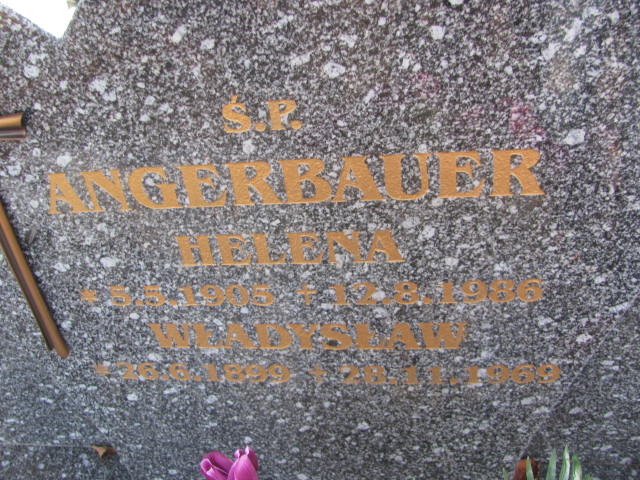 Ś.P.
ANGERBAUER
HELENA
* 5.5.1905 + 12.8.1986
WŁADYSŁAW
* 26.6.1899 + 28.11.1969